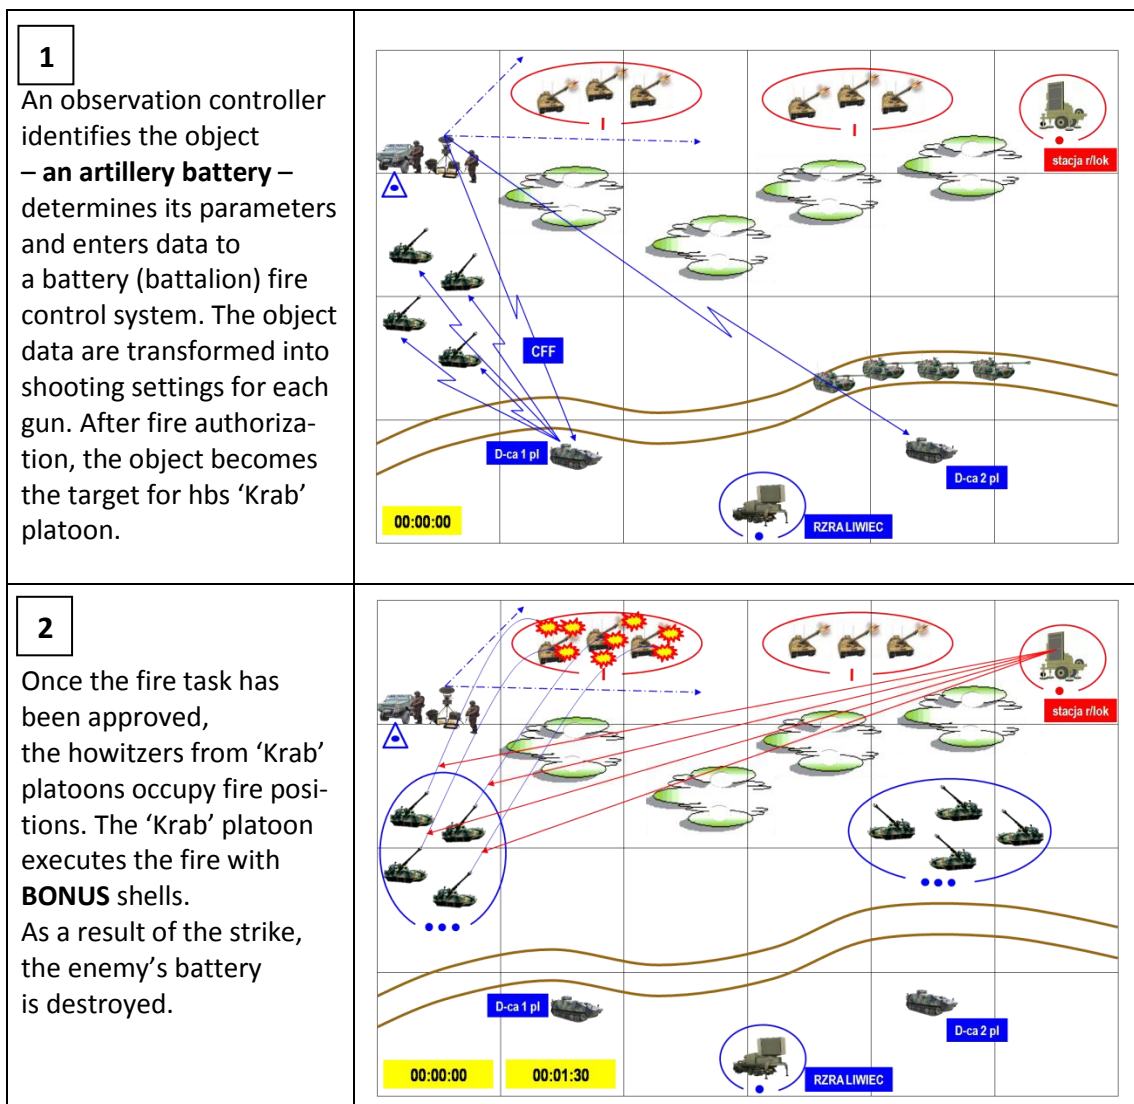 1
An observation controller
identifies the object
– an artillery battery –
determines its parameters
and enters data to
a battery (battalion) fire
control system. The object
data are transformed into
shooting settings for each
gun. After fire authoriza-
tion, the object becomes
the target for hbs ‘Krab’
platoon.
I
I
stacja r/lok
CFF
D-ca 1 pl
D-ca 2 pl
00:00:00
RZRA LIWIEC
2
Once the fire task has
been approved,
the howitzers from ‘Krab’
platoons occupy fire posi-
tions. The ‘Krab’ platoon
executes the fire with
BONUS shells.
As a result of the strike,
the enemy’s battery
is destroyed.
I
I
stacja r/lok
D-ca 1 pl
D-ca 2 pl
00:00:00
00:01:30
RZRA LIWIEC